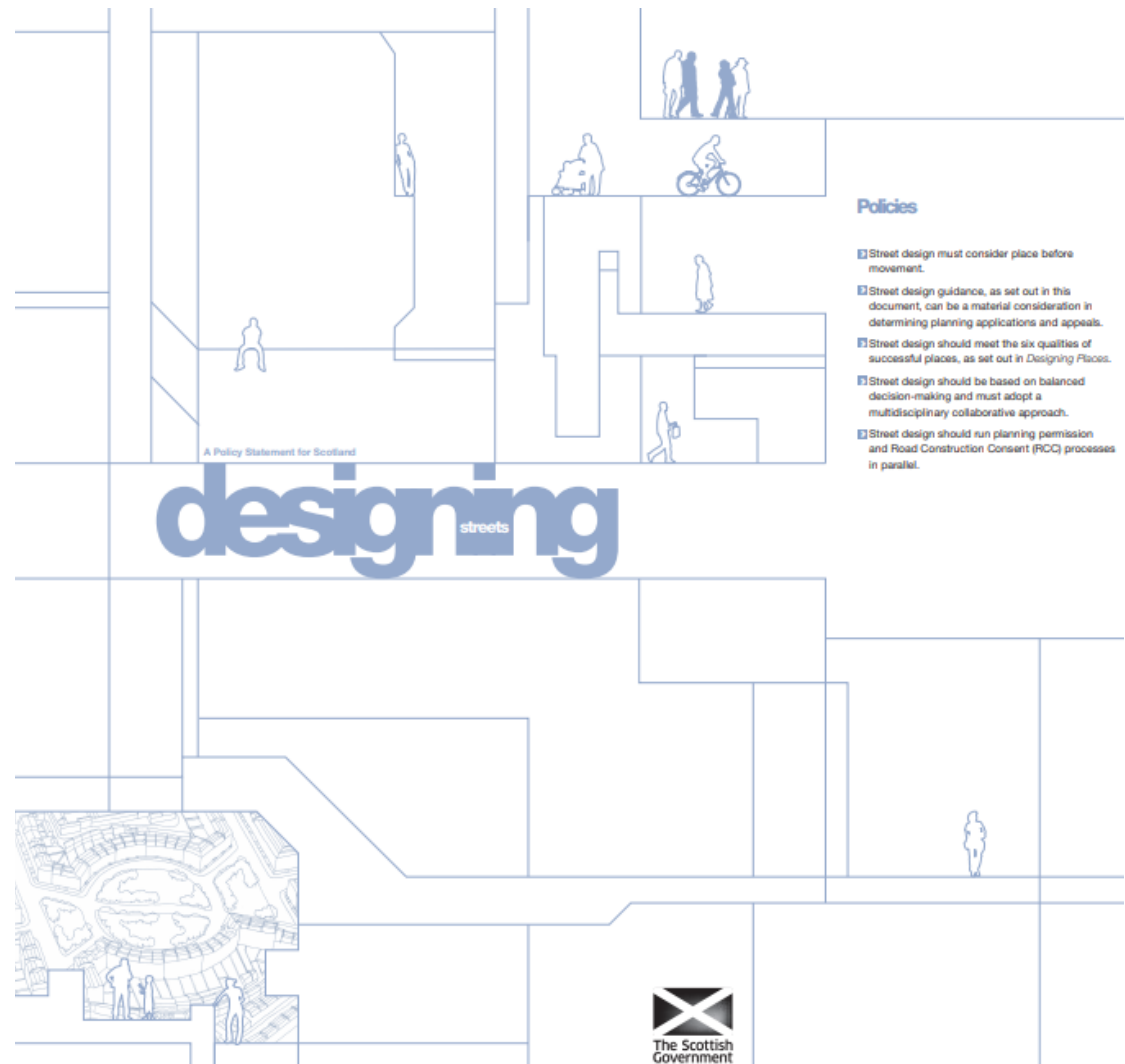 Policies
Street design must consider place before
movement.
Street design guidance, as set out in this
document, can be a material consideration in
determining planning applications and appeals.
Street design should meet the six qualities of
successful places, as set out in Designing Places.
Street design should be based on balanced
decision-making and must adopt a
multidisciplinary collaborative approach.
Street design should run planning permission
and Road Construction Consent (RCC) processes
in parallel.
A Policy Statement for Scotland
designing
streets
The Scottish
Government